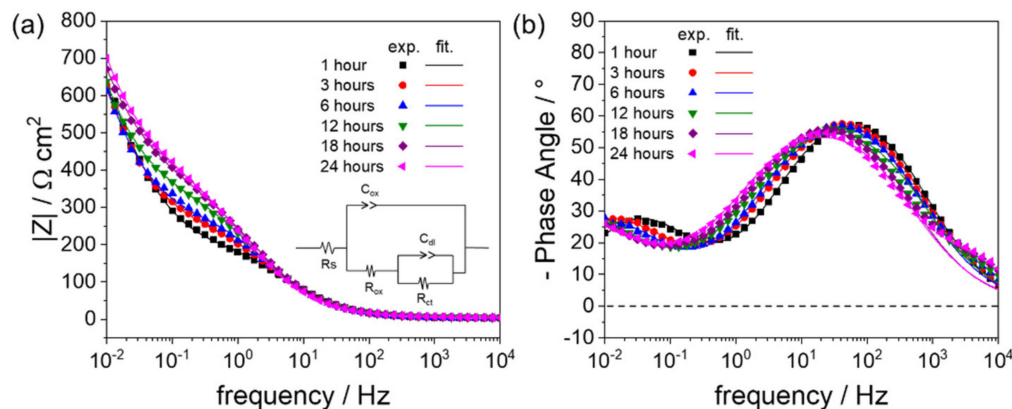 (a)
|Z| / Ω cm2
800
700
600
500
400
300
200
100
0
10-2
10-1
100
101
102
103
104
frequency / Hz
exp. fit.
1 hour
3 hours
6 hours
12 hours
18 hours
24 hours
Cox
Rs
Cdl
Rox
Rct
(b)
- Phase Angle / °
90
80
70
60
50
40
30
20
10
0
-10
10-2
10-1
100
101
102
103
104
frequency / Hz
exp. fit.
1 hour
3 hours
6 hours
12 hours
18 hours
24 hours